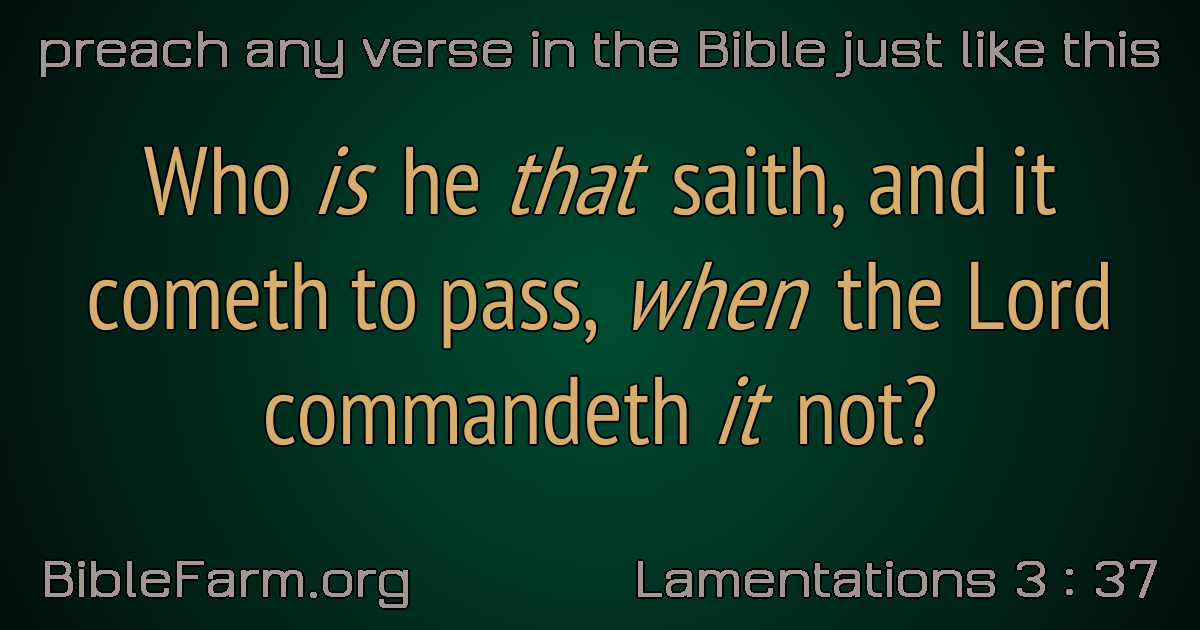 preach any verse in the Bible just like this
Who is he that saith, and it
cometh to pass, when the Lord
commandeth it not?
BibleFarm.org
Lamentations 3 : 37